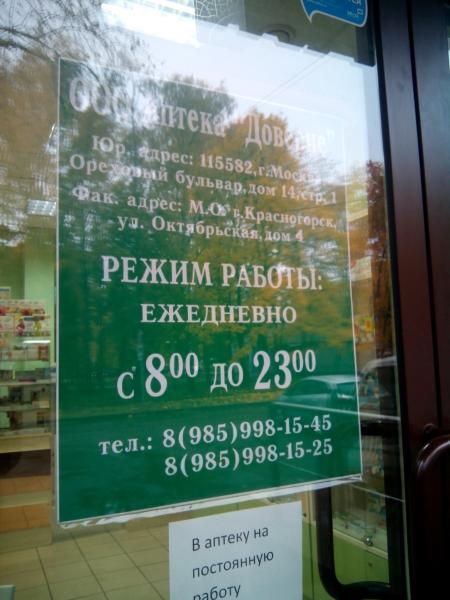 ООО Аптека "Доверие"
Юр. адрес: 115582, г.Москва
Ореховый бульвар, дом 14, стр. 1
Фак. адрес: М.О. г.Красногорск,
ул. Октябрьская, дом 4
РЕЖИМ РАБОТЫ:
ЕЖЕДНЕВНО
С 800 ДО 2300
тел.: 8(985)998-15-45
8(985)998-15-25
В аптеку на
постоянную
работу